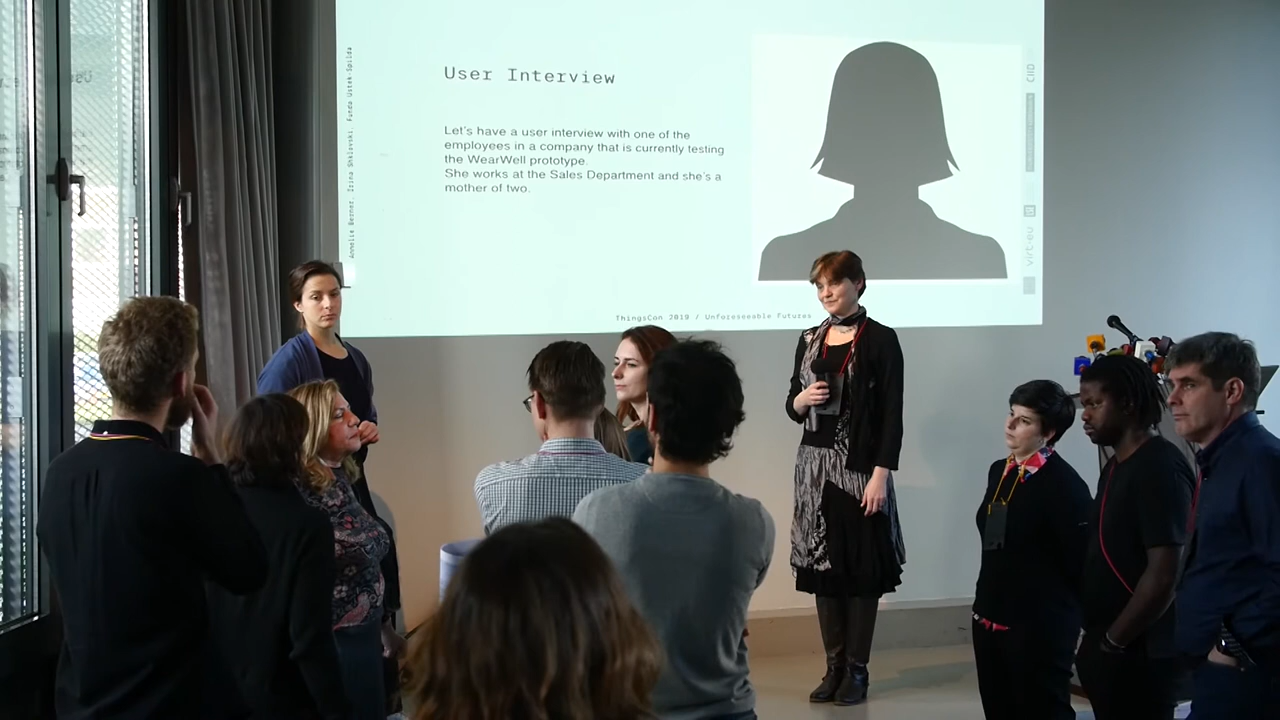 User Interview
Let's have a user interview with one of the
employees in a company that is currently testing
the WearWell prototype.
She works at the Sales Department and she's a
mother of two.
ThingsCon 2019 / Unforeseeable Futures
Annelie Berner, Irina Shklovski, Funda Ustek-Spilda
CIID
virt-eu